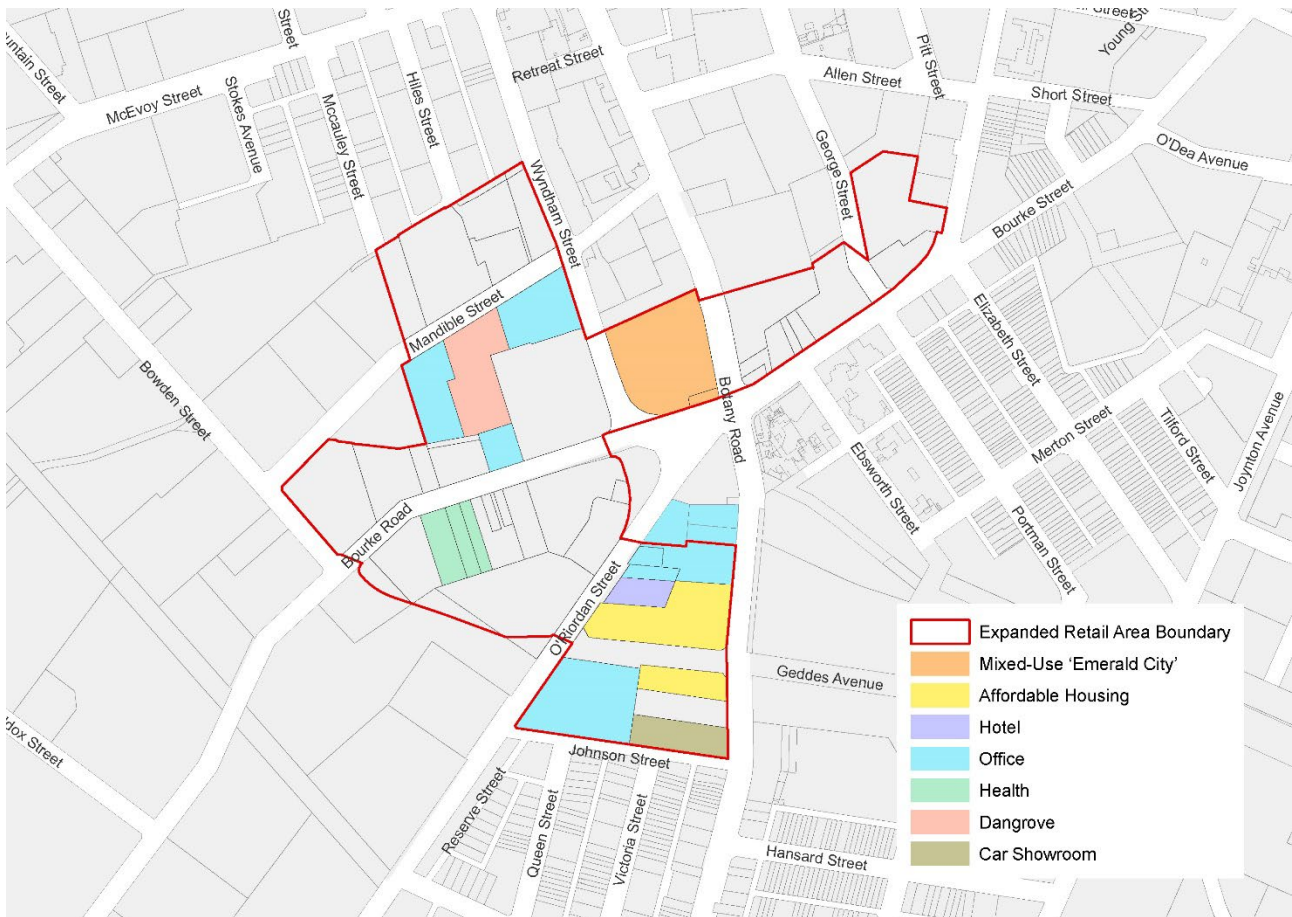 Street
Street
Young St
Pitt Street
untain Street
Retreat Street
Hiles Street
Allen Street
Stokes Avenue
McEvoy Street
Mccauley Street
Short Street
O'Dea Avenue
George Street
Wyndham Street
Bourke Street
Mandible Street
Elizabeth Street
Bowden Street
Botany Road
Merton Street
Tilford Street
Joynton Avenue
Ebsworth Street
Portman Street
Bourke Road
O'Riordan Street
Geddes Avenue
dox Street
Johnson Street
Reserve Street
Queen Street
Victoria Street
Hansard Street
Expanded Retail Area Boundary
Mixed-Use ‘Emerald City’
Affordable Housing
Hotel
Office
Health
Dangrove
Car Showroom